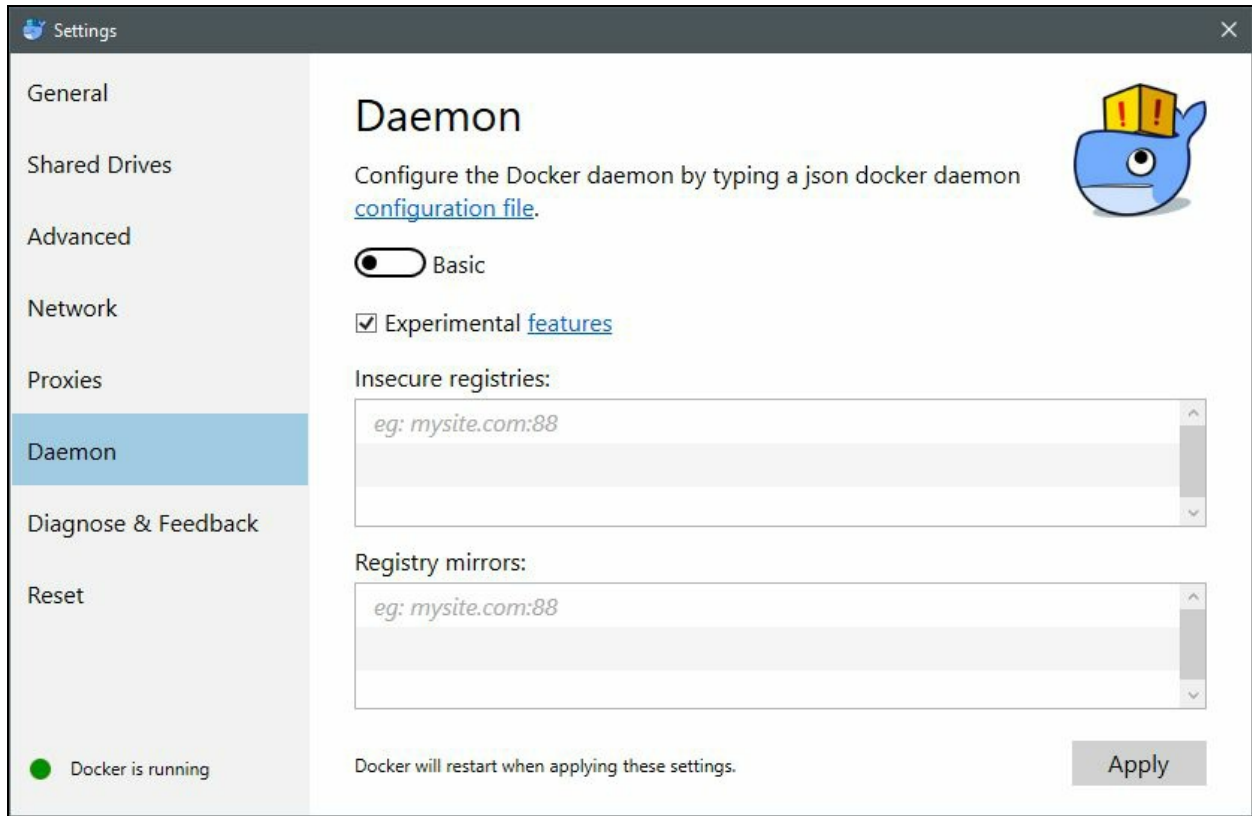 Settings
General
Shared Drives
Advanced
Network
Proxies
Daemon
Diagnose & Feedback
Reset
Docker is running
Daemon
Configure the Docker daemon by typing a json docker daemon
configuration file.
Basic
Experimental features
Insecure registries:
eg: mysite.com:88
Registry mirrors:
eg: mysite.com:88
Docker will restart when applying these settings.
Apply
! !